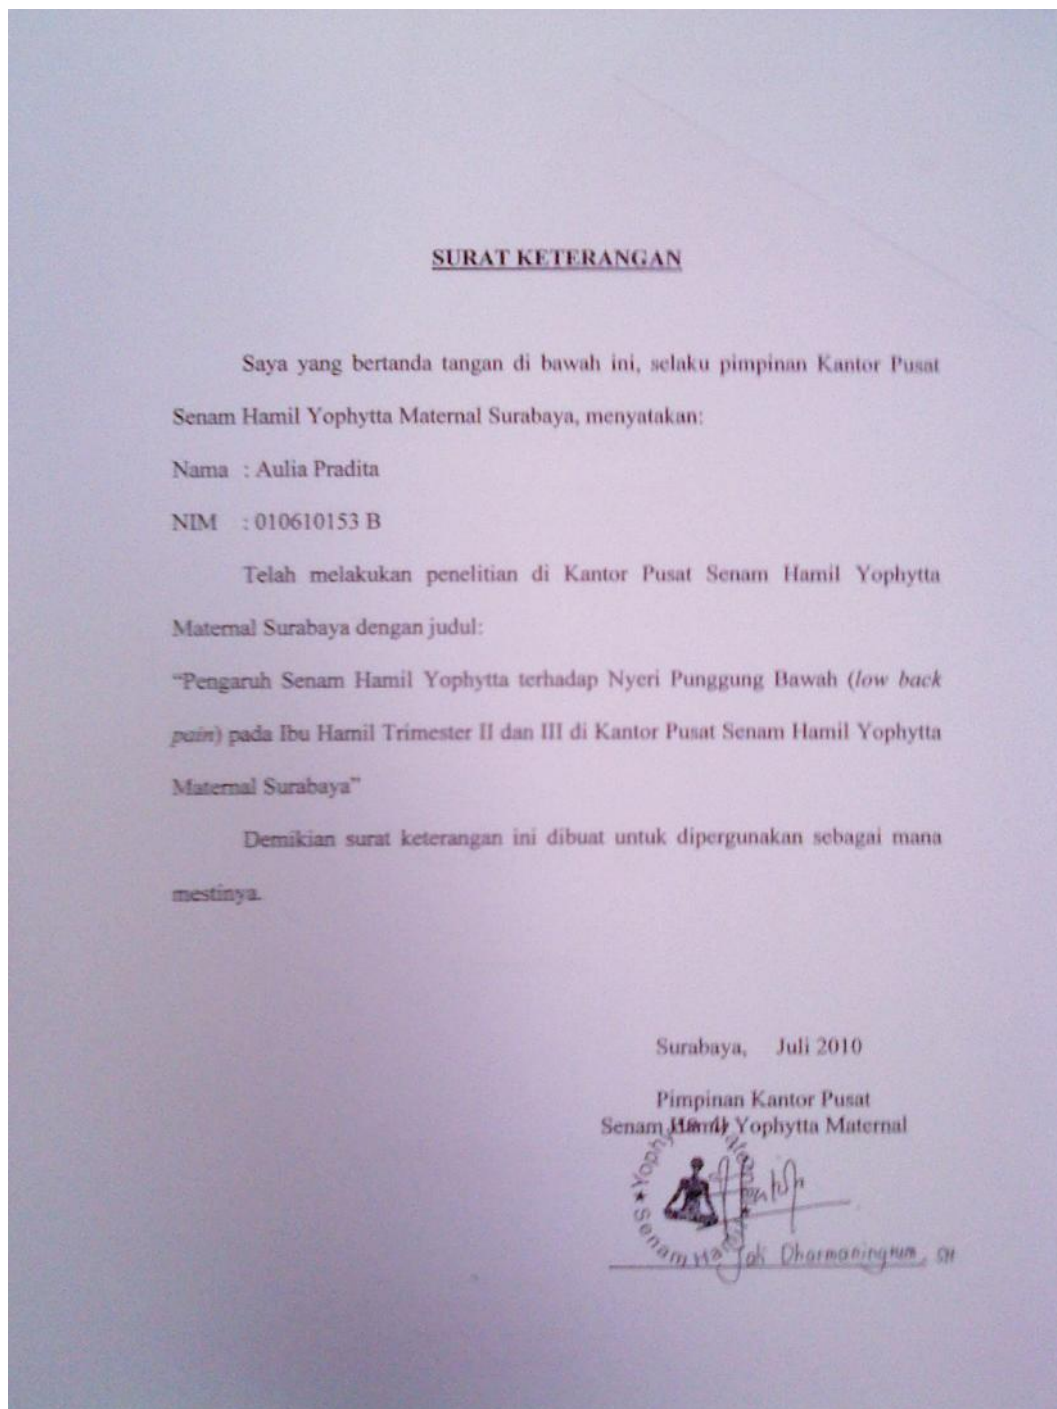 SURAT KETERANGAN
Saya yang bertanda tangan di bawah ini, selaku pimpinan Kantor Pusat
Senam Hamil Yophytta Maternal Surabaya, menyatakan:
Nama : Aulia Pradita
NIM : 010610153 B
Telah melakukan penelitian di Kantor Pusat Senam Hamil Yophytta
Maternal Surabaya dengan judul:
“Pengaruh Senam Hamil Yophytta terhadap Nyeri Punggung Bawah (low back
pain) pada Ibu Hamil Trimester II dan III di Kantor Pusat Senam Hamil Yophytta
Maternal Surabaya”
Demikian surat keterangan ini dibuat untuk dipergunakan sebagai mana
mestinya.
Surabaya, Juli 2010
Pimpinan Kantor Pusat
Senam Hamil Yophytta Maternal
Dharmaningrum, SH